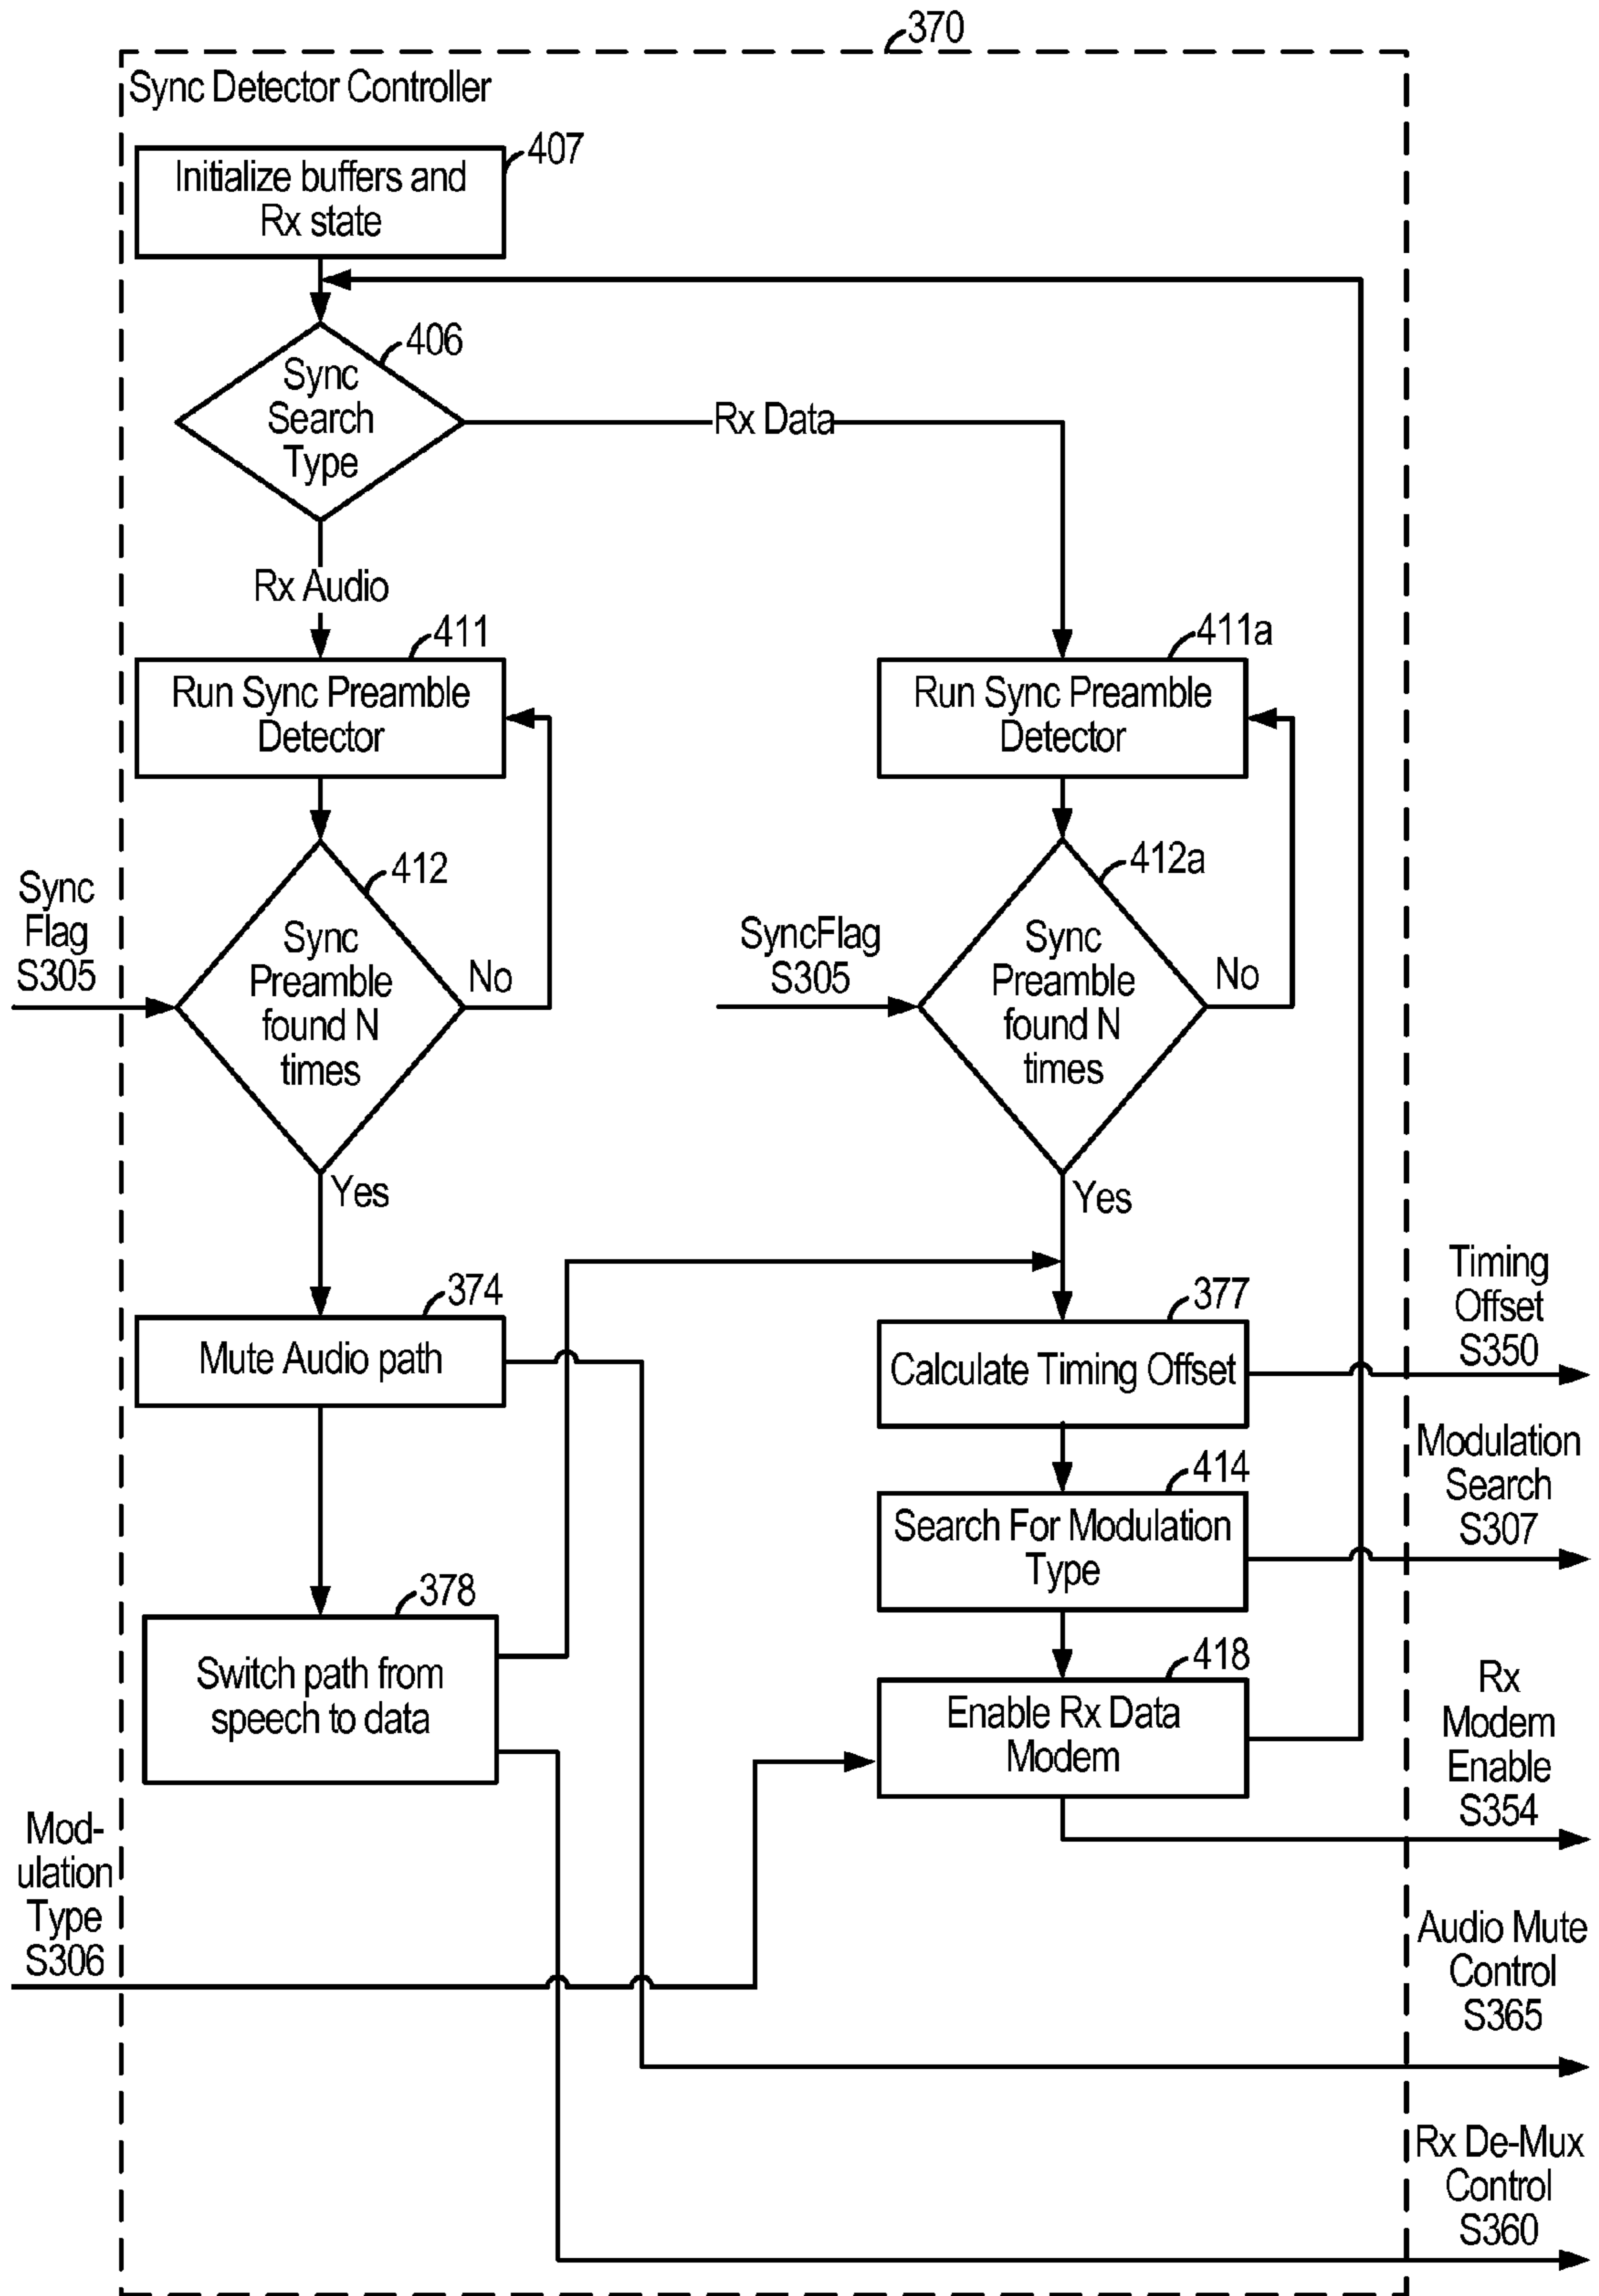 370
Sync Detector Controller
407
Initialize buffers and
Rx state
406
Sync
Search
Type
Rx Data
Rx Audio
411
Run Sync Preamble
Detector
411a
Run Sync Preamble
Detector
412
Sync
Flag
S305
Sync
Preamble
found N
times
No
412a
SyncFlag
S305
Sync
Preamble
found N
times
No
Yes
Yes
374
Mute Audio path
377
Calculate Timing Offset
Timing
Offset
S350
414
Search For Modulation
Type
Modulation
Search
S307
378
Switch path from
speech to data
418
Enable Rx Data
Modem
Rx
Modem
Enable
S354
Mod-
ulation
Type
S306
Audio Mute
Control
S365
Rx De-Mux
Control
S360